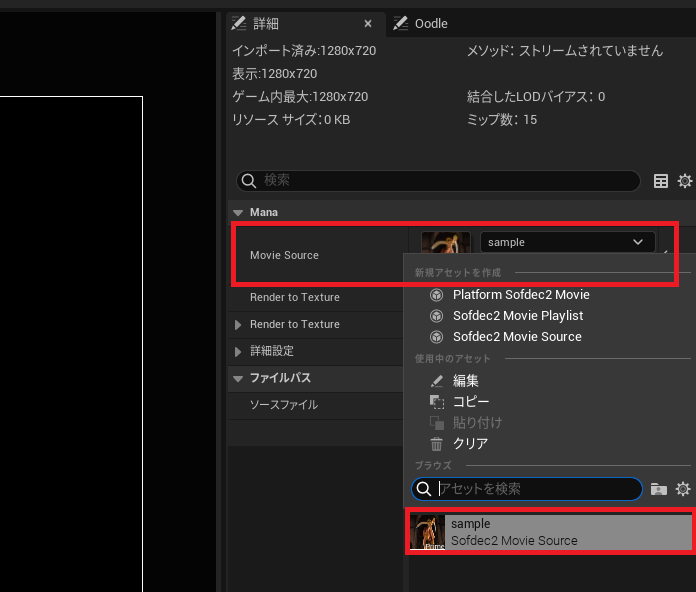 詳細
Oodle
インポート済み:1280x720
メソッド： ストリームされていません
表示:1280x720
ゲーム内最大:1280x720
結合したLODバイアス： 0
リソース サイズ:0 KB
ミップ数： 15
検索
Mana
Movie Source
sample
新規アセットを作成
Platform Sofdec2 Movie
Render to Texture
Sofdec2 Movie Playlist
Render to Texture
Sofdec2 Movie Source
詳細設定
使用中のアセット
ファイルパス
編集
ソースファイル
コピー
貼り付け
クリア
ブラウズ
アセットを検索
sample
Sofdec2 Movie Source